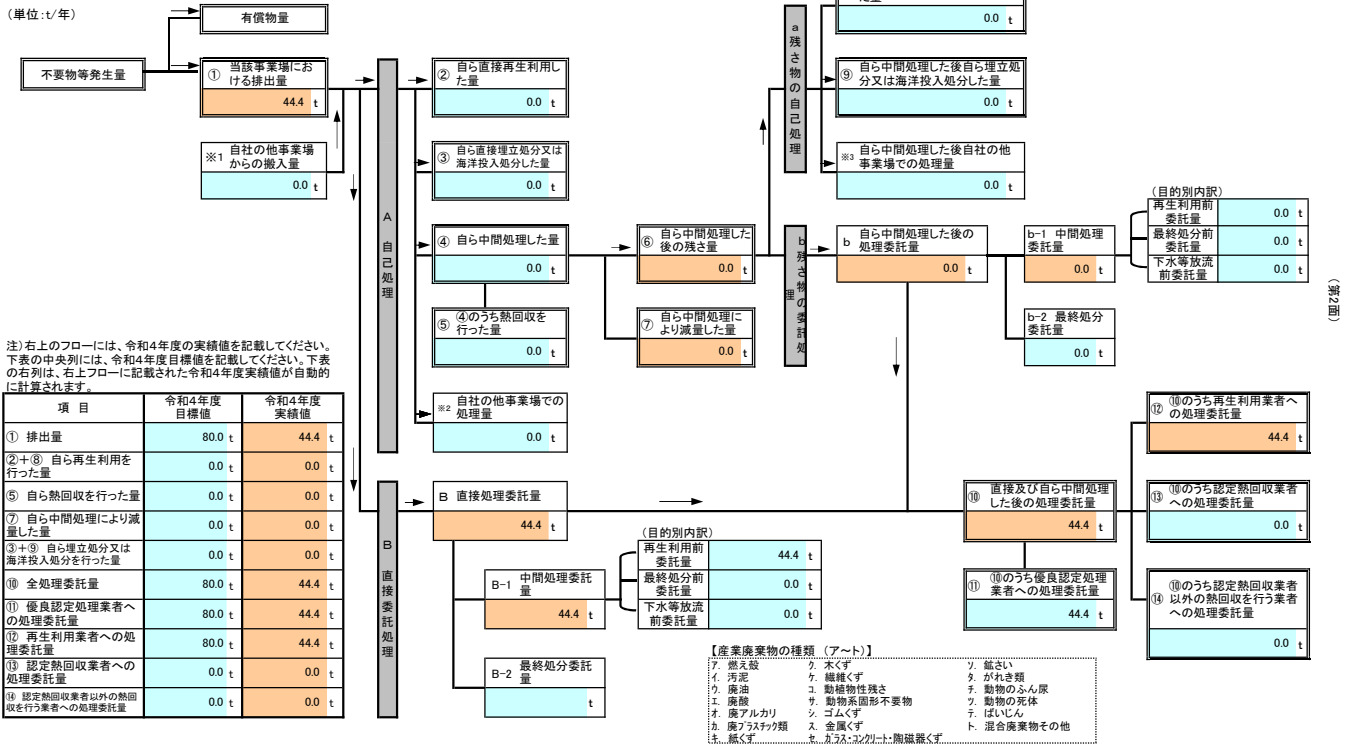 (単位:t/年)
有償物量
不要物等発生量
① 当該事業場にお
ける排出量
44.4 t
※1 自社の他事業場
からの搬入量
0.0 t
A 自己処理
② 自ら直接再生利用し
た量
0.0 t
③ 自ら直接埋立処分又は
海洋投入処分した量
0.0 t
④ 自ら中間処理した量
0.0 t
⑤ ④のうち熱回収を
行った量
0.0 t
※2 自社の他事業場での
処理量
0.0 t
⑥ 自ら中間処理した
後の残さ量
0.0 t
⑦ 自ら中間処理に
より減量した量
0.0 t
a 残さ物の自己処理
0.0 t
⑨ 自ら中間処理した後自ら埋立処
分又は海洋投入処分した量
0.0 t
※3 自ら中間処理した後自社の他
事業場での処理量
0.0 t
b 残さ物の委託処理
b 自ら中間処理した後の
処理委託量
0.0 t
b-1 中間処理
委託量
0.0 t
b-2 最終処分
委託量
0.0 t
(目的別内訳)
再生利用前
委託量
0.0 t
最終処分前
委託量
0.0 t
下水等放流
前委託量
0.0 t
(第2面)
注)右上のフローには、令和4年度の実績値を記載してください。
下表の中央列には、令和4年度目標値を記載してください。下表
の右列は、右上フローに記載された令和4年度実績値が自動的
に計算されます。
項 目 令和4年度 目標値 令和4年度 実績値
① 排出量 80.0 t 44.4 t
②+⑧ 自ら再生利用を
行った量 0.0 t 0.0 t
⑤ 自ら熱回収を行った量 0.0 t 0.0 t
⑦ 自ら中間処理により減
量した量 0.0 t 0.0 t
③+⑨ 自ら埋立処分又は
海洋投入処分を行った量 0.0 t 0.0 t
⑩ 全処理委託量 80.0 t 44.4 t
⑪ 優良認定処理業者へ
の処理委託量 80.0 t 44.4 t
⑫ 再生利用業者への処
理委託量 80.0 t 44.4 t
⑬ 認定熱回収業者への
処理委託量 0.0 t 0.0 t
⑭ 認定熱回収業者以外の熱回
収を行う業者への処理委託量 0.0 t 0.0 t
B 直接委託処理
B 直接処理委託量
44.4 t
B-1 中間処理委託
量
44.4 t
B-2 最終処分委託
量
t
(目的別内訳)
再生利用前
委託量
44.4 t
最終処分前
委託量
0.0 t
下水等放流
前委託量
0.0 t
⑩ 直接及び自ら中間処理
した後の処理委託量
44.4 t
⑪ ⑩のうち優良認定処理
業者への処理委託量
44.4 t
⑫ ⑩のうち再生利用業者へ
の処理委託量
44.4 t
⑬ ⑩のうち認定熱回収業者
への処理委託量
0.0 t
⑭ ⑩のうち認定熱回収業者
以外の熱回収を行う業者
への処理委託量
0.0 t
【産業廃棄物の種類 (ア~ト)】
ア. 燃え殻 ク. 木くず ソ. 鉱さい
イ. 汚泥 ケ. 繊維くず タ. がれき類
ウ. 廃油 コ. 動植物性残さ チ. 動物のふん尿
エ. 廃酸 サ. 動物系固形不要物 ツ. 動物の死体
オ. 廃アルカリ シ. ゴムくず テ. ばいじん
カ. 廃プラスチック類 ス. 金属くず ト. 混合廃棄物その他
キ. 紙くず セ. ガラス・コンクリート・陶磁器くず